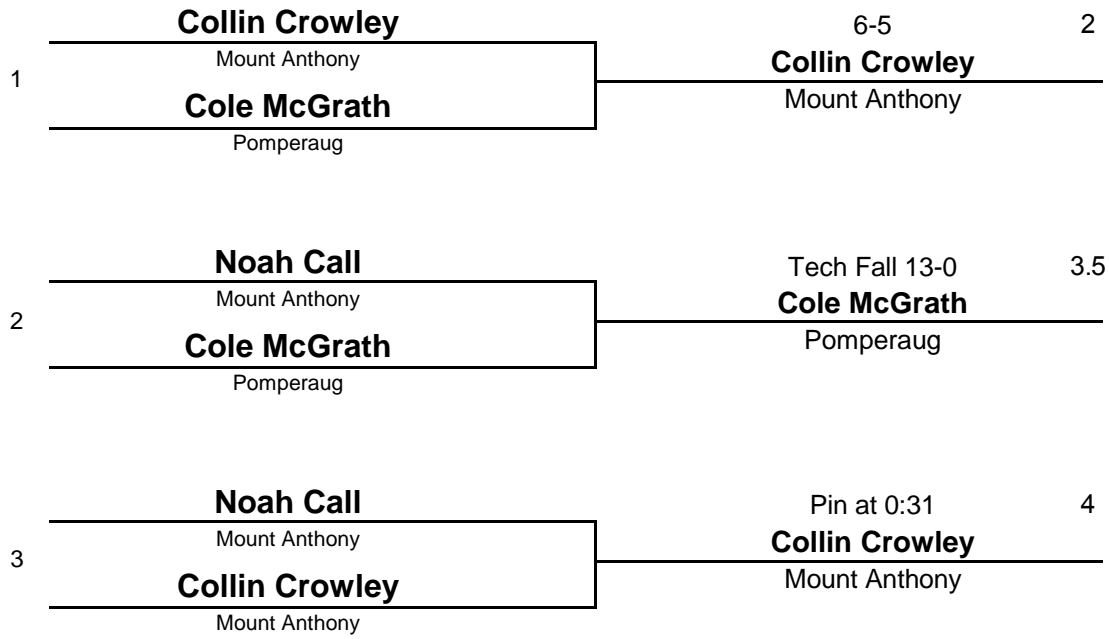 Collin Crowley
6-5
2
Mount Anthony
Collin Crowley
1
Cole McGrath
Mount Anthony
Pomperaug
Noah Call
Tech Fall 13-0
3.5
Mount Anthony
Cole McGrath
2
Cole McGrath
Pomperaug
Pomperaug
Noah Call
Pin at 0:31
4
Mount Anthony
Collin Crowley
3
Collin Crowley
Mount Anthony
Mount Anthony